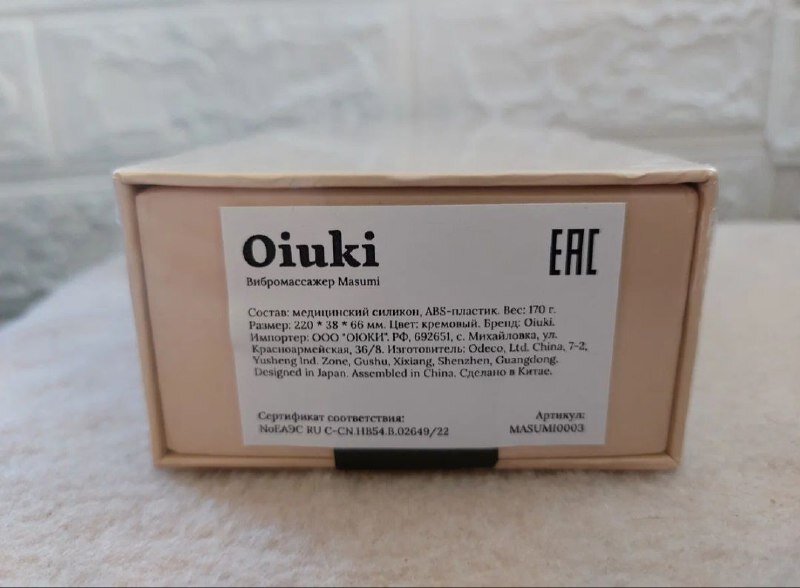 Oiuki
EAC
Вибромассажер Masumi
Состав: медицинский силикон, ABS-пластик. Вес: 170 г.
Размер: 220 * 38 * 66 мм. Цвет: кремовый. Бренд: Oiuki.
Импортер: ООО "ОЮКИ". РФ, 692651, с. Михайловка, ул.
Красноармейская, 36/8. Изготовитель: Odeco, Ltd. China, 7-2,
Yusheng Ind. Zone, Gushu, Xixiang, Shenzhen, Guangdong.
Designed in Japan. Assembled in China. Сделано в Китае.
Сертификат соответствия:
NoЕАЭС RU C-CN.НВ54.В.02649/22
Артикул:
MASUMI0003